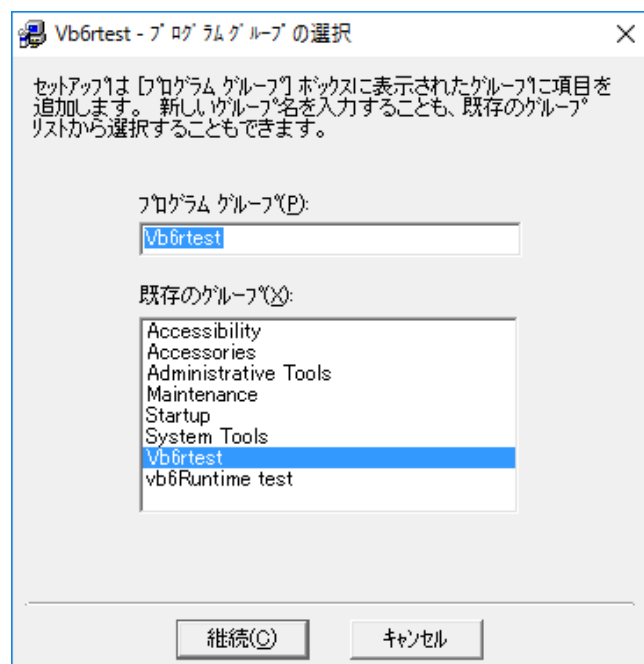 Vb6rtest - ﾌﾟﾛｸﾞﾗﾑ ｸﾞﾙｰﾌﾟの選択
ｾｯﾄｱｯﾌﾟは [ﾌﾟﾛｸﾞﾗﾑ ｸﾞﾙｰﾌﾟ] ﾎﾞｯｸｽに表示されたｸﾞﾙｰﾌﾟに項目を
追加します。 新しいｸﾞﾙｰﾌﾟ名を入力することも、既存のｸﾞﾙｰﾌﾟ
ﾘｽﾄから選択することもできます。
ﾌﾟﾛｸﾞﾗﾑ ｸﾞﾙｰﾌﾟ(P):
Vb6rtest
既存のｸﾞﾙｰﾌﾟ(X):
Accessibility
Accessories
Administrative Tools
Maintenance
Startup
System Tools
Vb6rtest
vb6Runtime test
継続(C)
ｷｬﾝｾﾙ